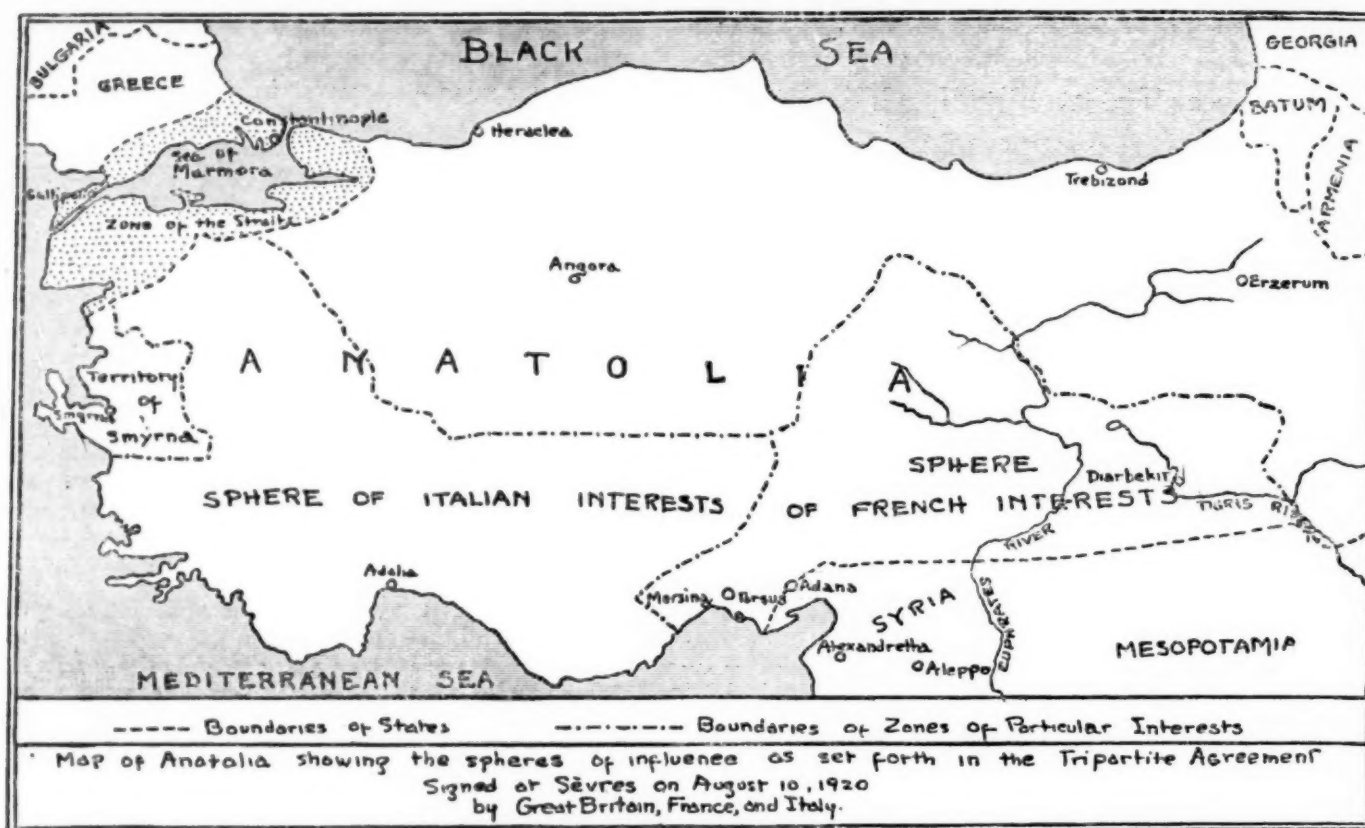 BLACK SEA
BULGARIA
GREECE
GEORGIA
BATUM
ARMENIA
Constantinople
Heraclea
Sea of
Marmora
Gallipoli
Zone of the Straits
Trebizond
Angora
Erzerum
ANATOLIA
Territory
of
Smyrna
Smyrna
SPHERE OF ITALIAN INTERESTS
SPHERE
OF FRENCH INTERESTS
Diarbekir
TIGRIS RIVER
RIVER
EUPHRATES
Adalia
Mersina
Adana
SYRIA
Alexandretha
Aleppo
MESOPOTAMIA
MEDITERRANEAN SEA
Boundaries of States
Boundaries of Zones of Particular Interests
Map of Anatolia showing the spheres of influence as set forth in the Tripartite Agreement
Signed at Sèvres on August 10, 1920
by Great Britain, France, and Italy.